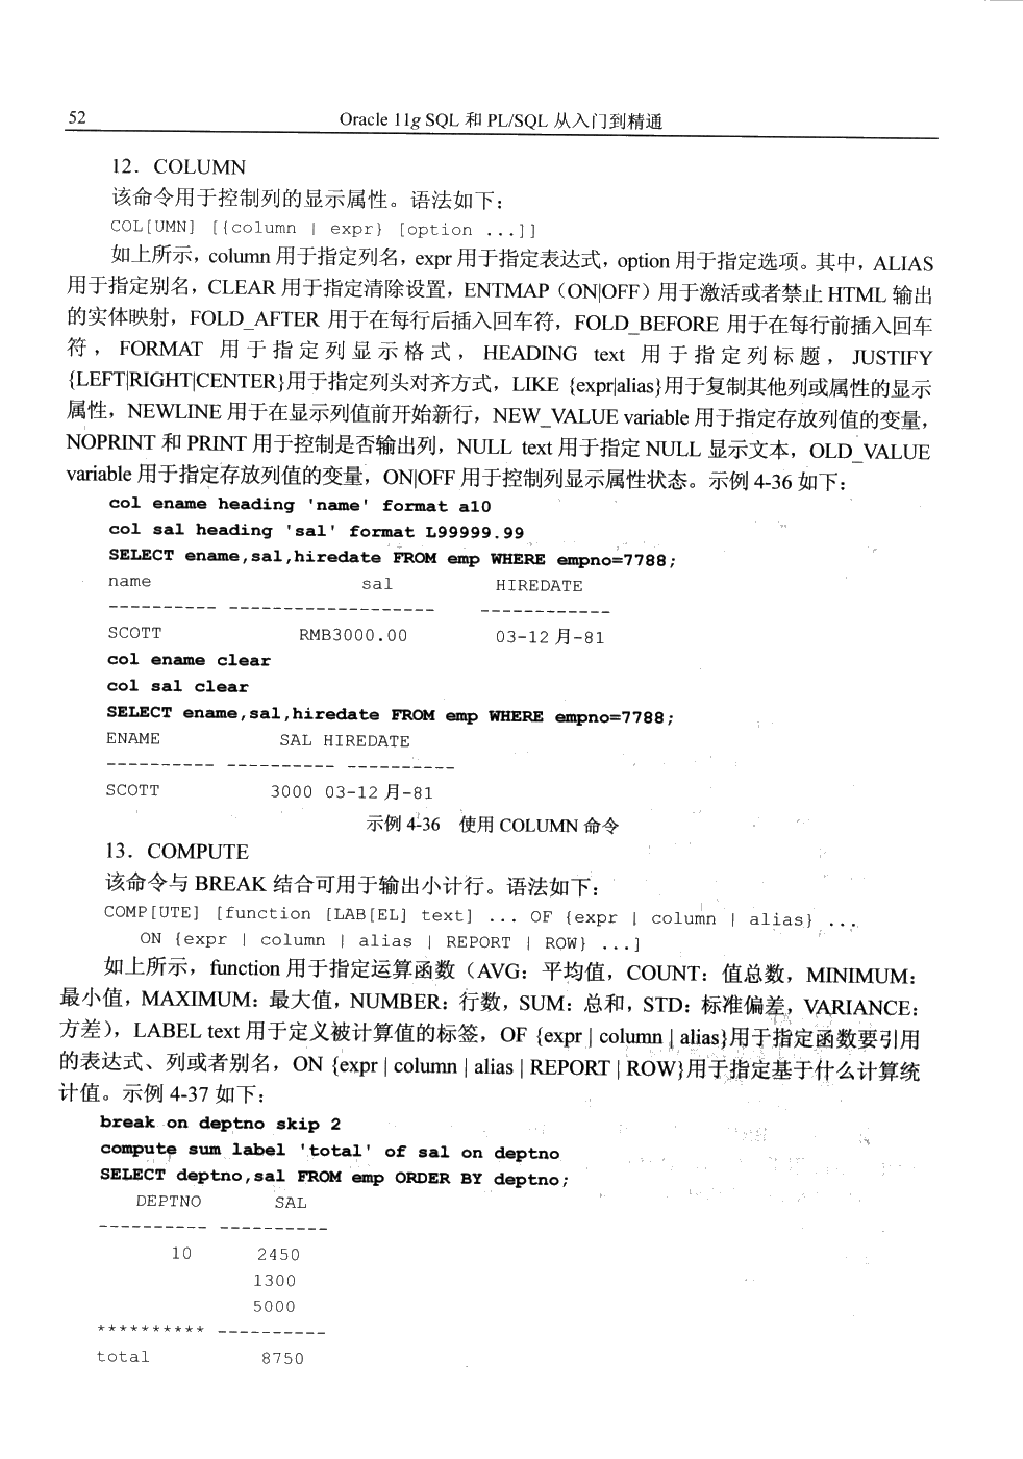 52
Oracle 11g SQL 和 PL/SQL 从入门到精通
12．COLUMN
该命令用于控制列的显示属性。语法如下：
COL[UMN] [{column | expr} [option ...]]
如上所示，column 用于指定列名，expr 用于指定表达式，option 用于指定选项。其中，ALIAS
用于指定别名，CLEAR 用于指定清除设置，ENTMAP（ON|OFF）用于激活或者禁止 HTML 输出
的实体映射，FOLD_AFTER 用于在每行后插入回车符，FOLD_BEFORE 用于在每行前插入回车
符，FORMAT 用于指定列显示格式，HEADING text 用于指定列标题，JUSTIFY
{LEFT|RIGHT|CENTER}用于指定列头对齐方式，LIKE {expr|alias}用于复制其他列或属性的显示
属性，NEWLINE 用于在显示列值前开始新行，NEW_VALUE variable 用于指定存放列值的变量，
NOPRINT 和 PRINT 用于控制是否输出列，NULL text 用于指定 NULL 显示文本，OLD_VALUE
variable 用于指定存放列值的变量，ON|OFF 用于控制列显示属性状态。示例 4-36 如下：
col ename heading 'name' format a10
col sal heading 'sal' format L99999.99
SELECT ename,sal,hiredate FROM emp WHERE empno=7788;
name sal HIREDATE
---------- ------------------- ------------
SCOTT RMB3000.00 03-12 月-81
col ename clear
col sal clear
SELECT ename,sal,hiredate FROM emp WHERE empno=7788;
ENAME SAL HIREDATE
---------- ---------- ----------
SCOTT 3000 03-12 月-81
示例 4-36 使用 COLUMN 命令
13．COMPUTE
该命令与 BREAK 结合可用于输出小计行。语法如下：
COMP[UTE] [function [LAB[EL] text] ... OF {expr | column | alias} ...
ON {expr | column | alias | REPORT | ROW} ...]
如上所示，function 用于指定运算函数（AVG：平均值，COUNT：值总数，MINIMUM：
最小值，MAXIMUM：最大值，NUMBER：行数，SUM：总和，STD：标准偏差，VARIANCE：
方差），LABEL text 用于定义被计算值的标签，OF {expr | column | alias}用于指定函数要引用
的表达式、列或者别名，ON {expr | column | alias | REPORT | ROW}用于指定基于什么计算统
计值。示例 4-37 如下：
break on deptno skip 2
compute sum label 'total' of sal on deptno
SELECT deptno,sal FROM emp ORDER BY deptno;
DEPTNO SAL
---------- ----------
10 2450
1300
5000
********** ----------
total 8750